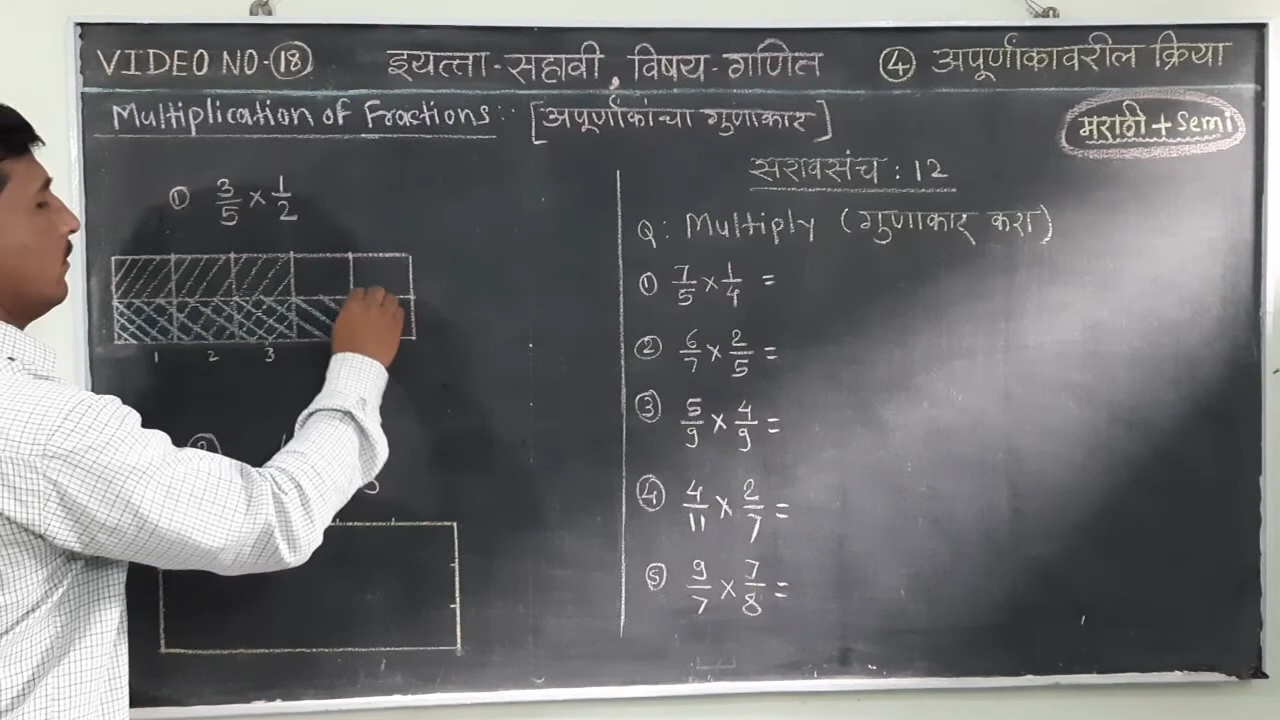 VIDEO NO-⑱ इयत्ता-सहावी, विषय-गणित ④ अपूर्णांकावरील क्रिया
Multiplication of Fractions:- [अपूर्णांकांचा गुणाकार]
मराठी + Semi
① 3/5 × 1/2
1 2 3
सरावसंच : 12
Q: Multiply (गुणाकार करा)
① 7/5 × 1/4 =
② 6/7 × 2/5 =
③ 5/9 × 4/9 =
④ 4/11 × 2/7 =
⑤ 9/7 × 7/8 =